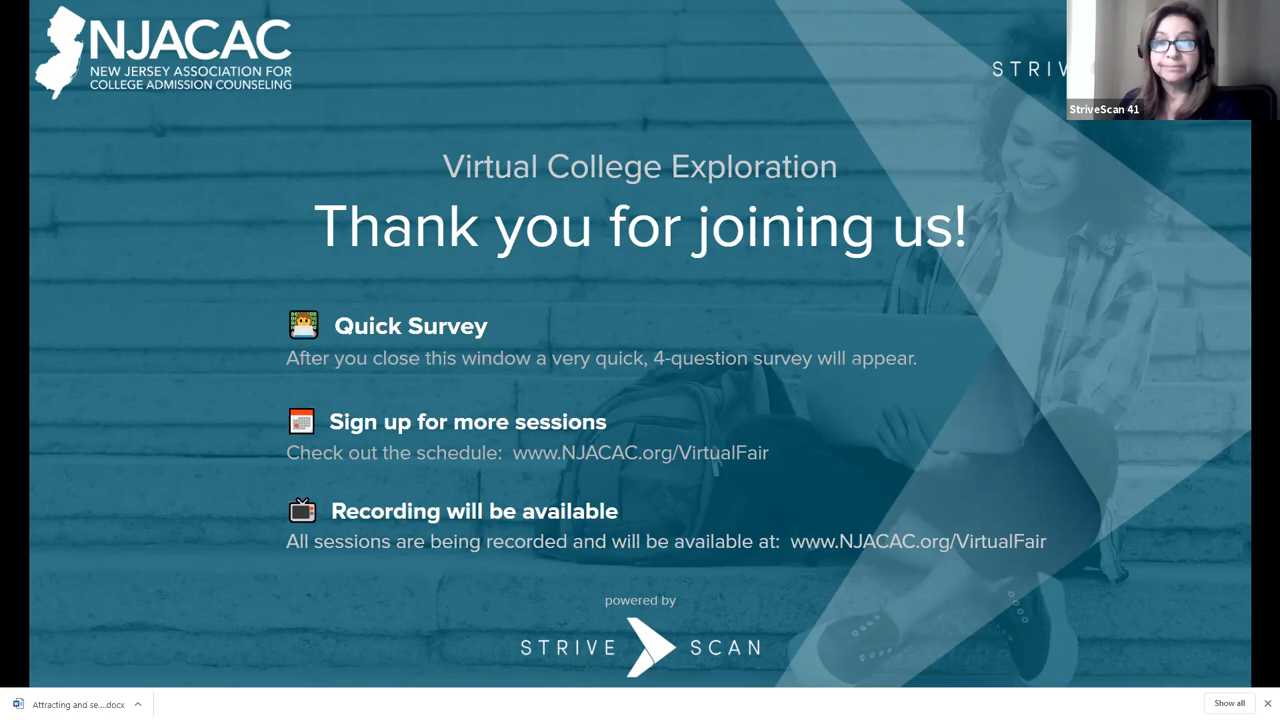 NJACAC
NEW JERSEY ASSOCIATION FOR
COLLEGE ADMISSION COUNSELING
StriveScan 41
Virtual College Exploration
Thank you for joining us!
Quick Survey
After you close this window a very quick, 4-question survey will appear.
Sign up for more sessions
Check out the schedule: www.NJACAC.org/VirtualFair
Recording will be available
All sessions are being recorded and will be available at: www.NJACAC.org/VirtualFair
powered by
STRIVE SCAN
Attracting and se....docx
Show all